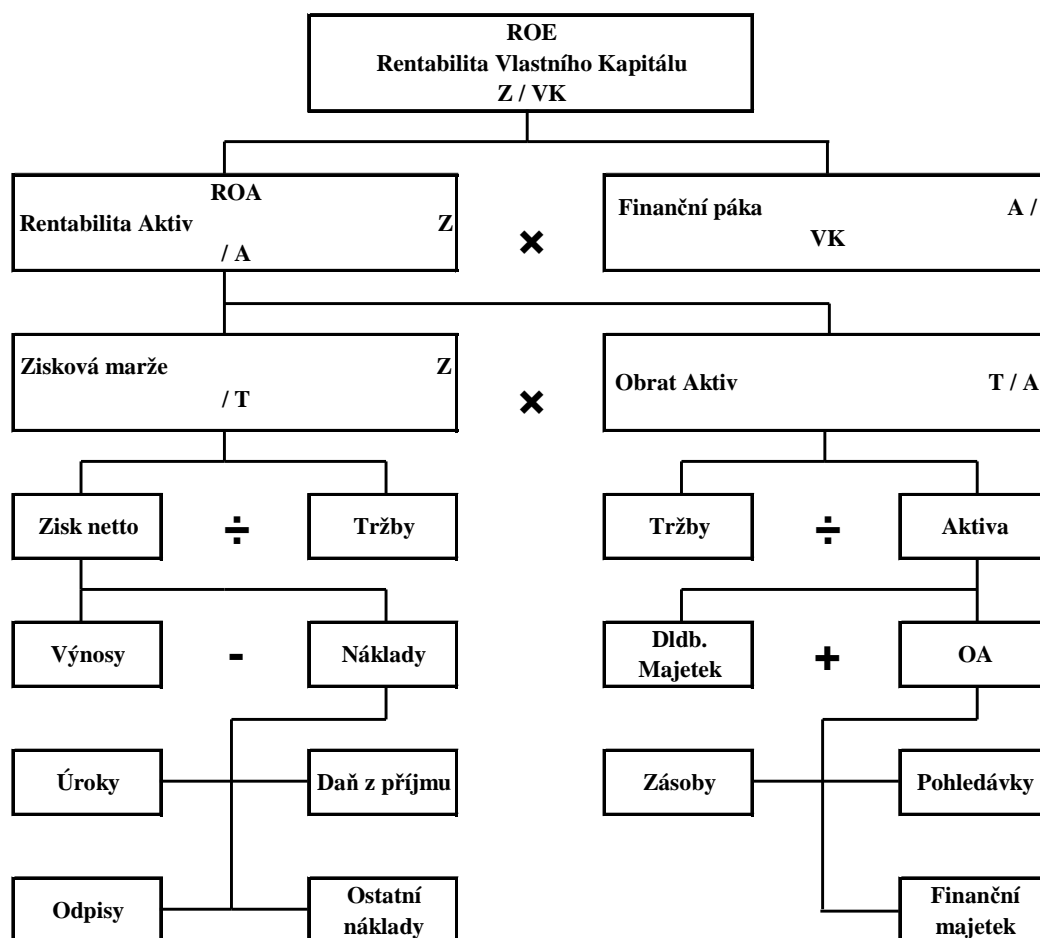 ROE
Rentabilita Vlastního Kapitálu
Z / VK
ROA
Rentabilita Aktiv Z
/ A
×
Finanční páka A /
VK
Zisková marže Z
/ T
×
Obrat Aktiv T / A
Zisk netto
÷
Tržby
Tržby
÷
Aktiva
Výnosy
-
Náklady
Dldb.
Majetek
+
OA
Úroky
Daň z příjmu
Zásoby
Pohledávky
Odpisy
Ostatní
náklady
Finanční
majetek